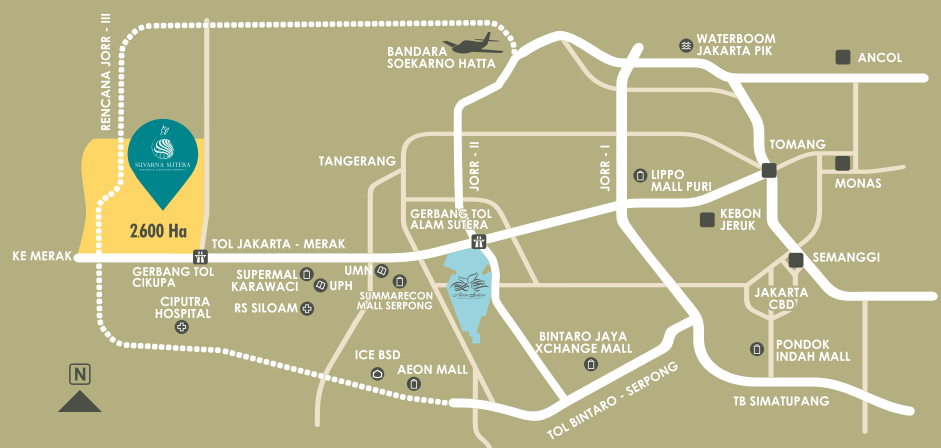 RENCANA JORR - III
BANDARA
SOEKARNO HATTA
WATERBOOM
JAKARTA PIK
ANCOL
SUVARNA SUTERA
2.600 Ha
TANGERANG
JORR - II
JORR - I
TOMANG
MONAS
LIPPO
MALL PURI
KEBON
JERUK
GERBANG TOL
ALAM SUTERA
KE MERAK
TOL JAKARTA - MERAK
GERBANG TOL
CIKUPA
SUPERMAL
KARAWACI
UPH
UMN
SUMMARECON
MALL SERPONG
SEMANGGI
JAKARTA
CBD
CIPUTRA
HOSPITAL
RS SILOAM
BINTARO JAYA
XCHANGE MALL
PONDOK
INDAH MALL
ICE BSD
AEON MALL
TOL BINTARO - SERPONG
TB SIMATUPANG
N